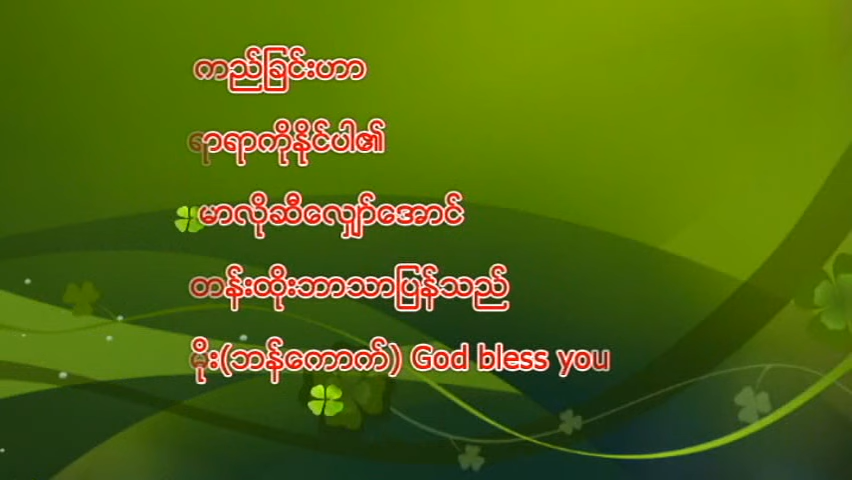 ကည်ခြင်းဟာ
ရာရာကိုနိုင်ပါ၏
မာလိုဆီလျှော်အောင်
တန်းထိုးဘာသာပြန်သည်
မိုး(ဘန်ကောက်) God bless you